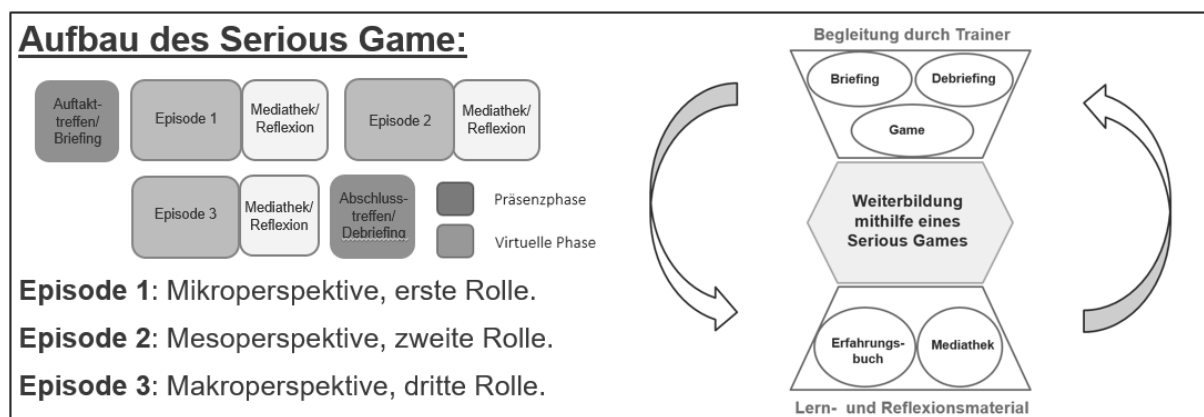 Aufbau des Serious Game:
Auftakt-
treffen/
Briefing
Episode 1
Mediathek/
Reflexion
Episode 2
Mediathek/
Reflexion
Episode 3
Mediathek/
Reflexion
Abschluss-
treffen/
Debriefing
Präsenzphase
Virtuelle Phase
Episode 1: Mikroperspektive, erste Rolle.
Episode 2: Mesoperspektive, zweite Rolle.
Episode 3: Makroperspektive, dritte Rolle.
Begleitung durch Trainer
Briefing
Debriefing
Game
Weiterbildung
mithilfe eines
Serious Games
Erfahrungs-
buch
Mediathek
Lern- und Reflexionsmaterial